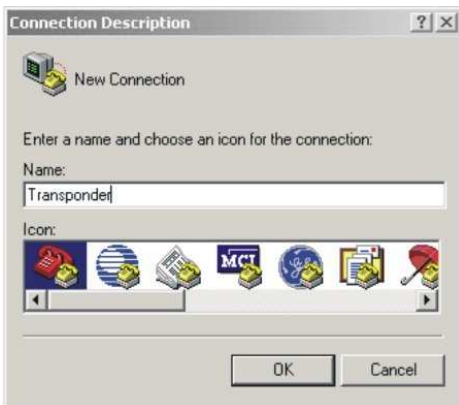 Connection Description
New Connection
Enter a name and choose an icon for the connection:
Name:
Transponder
Icon:
MCI
OK Cancel